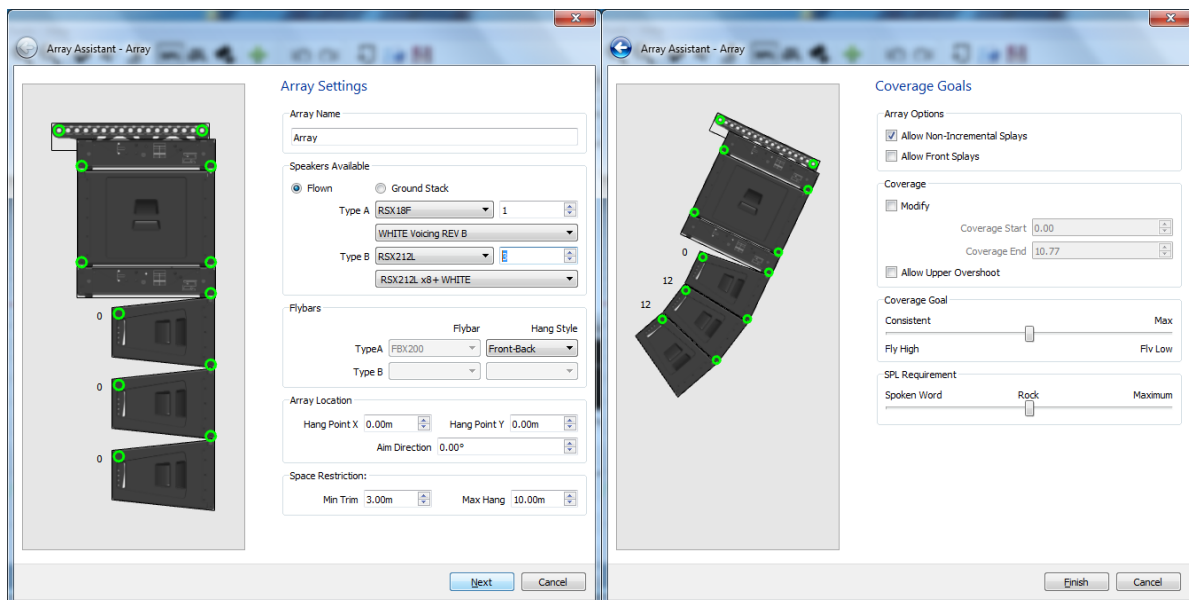 Array Assistant - Array
Array Settings
Array Name
Array
Speakers Available
Flown Ground Stack
Type A RSX18F 1
WHITE Voicing REV B
Type B RSX212L 3
RSX212L x8+ WHITE
Flybars
Flybar Hang Style
TypeA FBX200 Front-Back
Type B
Array Location
Hang Point X 0.00m Hang Point Y 0.00m
Aim Direction 0.00°
Space Restriction:
Min Trim 3.00m Max Hang 10.00m
0
0
0
Next Cancel
Array Assistant - Array
Coverage Goals
Array Options
Allow Non-Incremental Splays
Allow Front Splays
Coverage
Modify
Coverage Start 0.00
Coverage End 10.77
Allow Upper Overshoot
Coverage Goal
Consistent Max
Fly High Fly Low
SPL Requirement
Spoken Word Rock Maximum
0
12
12
Finish Cancel